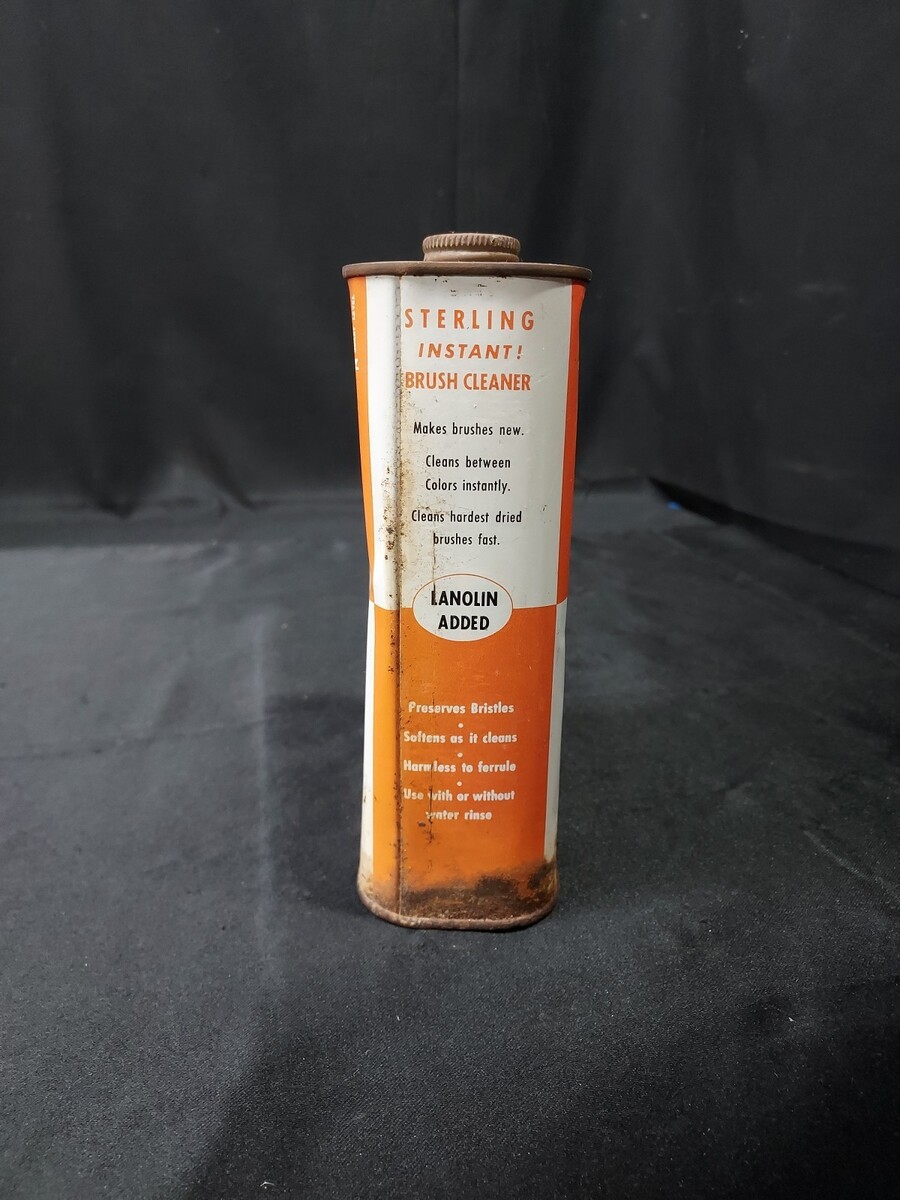 STERLING
INSTANT!
BRUSH CLEANER
Makes brushes new.
Cleans between
Colors instantly.
Cleans hardest dried
brushes fast.
LANOLIN
ADDED
Preserves Bristles
•
Softens as it cleans
•
Harmless to ferrule
•
Use with or without
water rinse